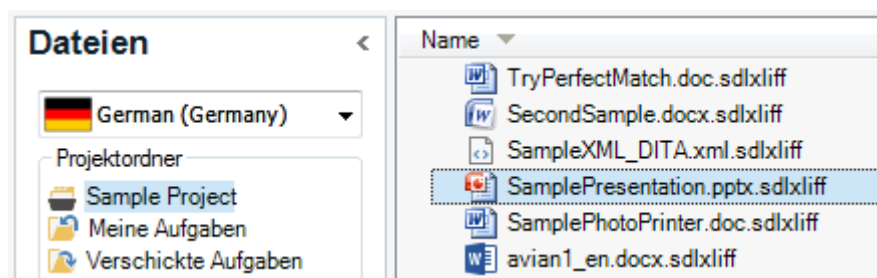 Dateien
German (Germany)
Projektordner
Sample Project
Meine Aufgaben
Verschickte Aufgaben
Name
TryPerfectMatch.doc.sdlxliff
SecondSample.docx.sdlxliff
SampleXML_DITA.xml.sdlxliff
SamplePresentation.pptx.sdlxliff
SamplePhotoPrinter.doc.sdlxliff
avian1_en.docx.sdlxliff